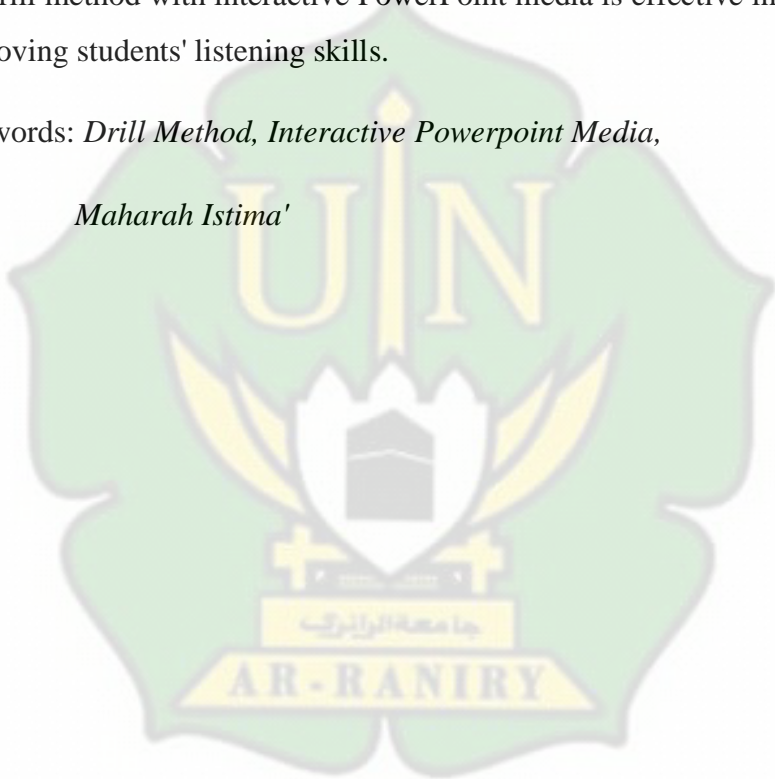 rill method with interactive PowerPoint media is effective in
oving students' listening skills.
words: Drill Method, Interactive Powerpoint Media,
Maharah Istima'
UIN
جامعة الرانيري
AR-RANIRY